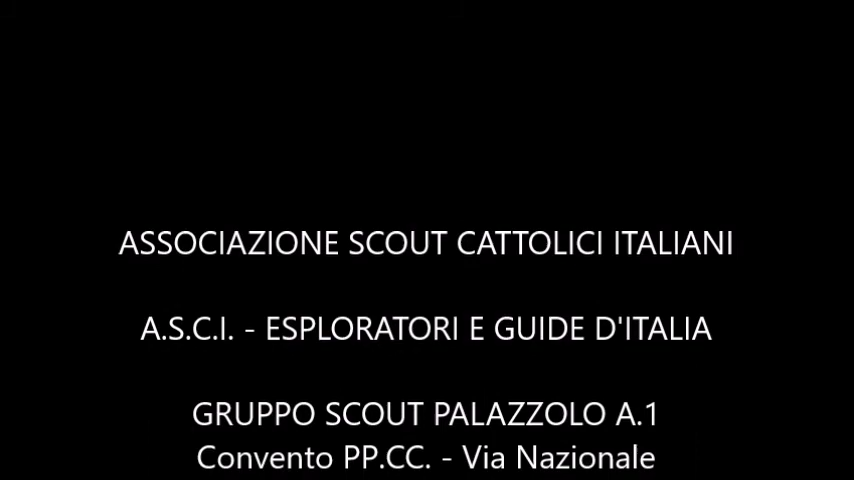 ASSOCIAZIONE SCOUT CATTOLICI ITALIANI
A.S.C.I. - ESPLORATORI E GUIDE D'ITALIA
GRUPPO SCOUT PALAZZOLO A.1
Convento PP.CC. - Via Nazionale